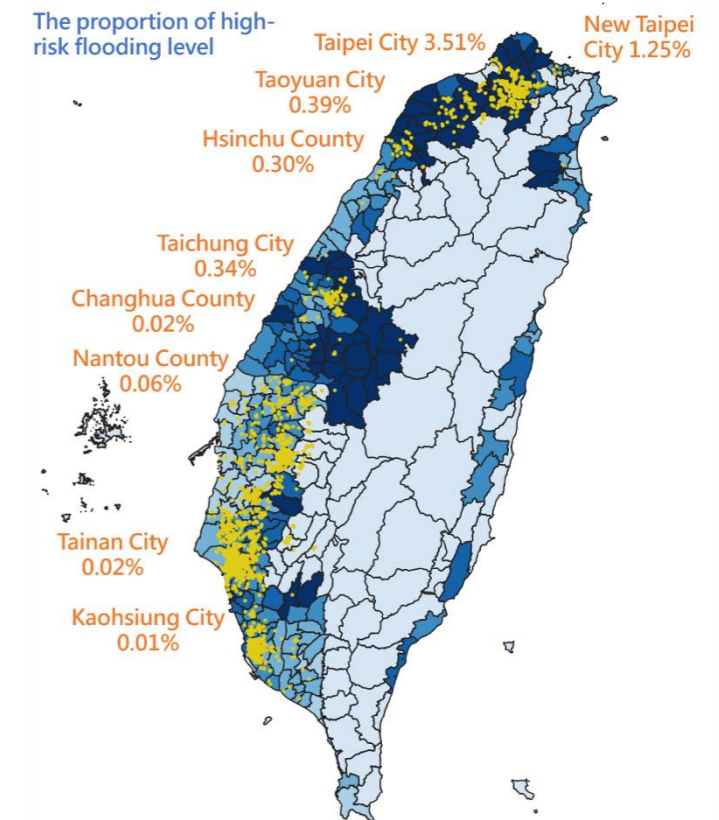 The proportion of high-
risk flooding level
Taipei City 3.51%
New Taipei
City 1.25%
Taoyuan City
0.39%
Hsinchu County
0.30%
Taichung City
0.34%
Changhua County
0.02%
Nantou County
0.06%
Tainan City
0.02%
Kaohsiung City
0.01%